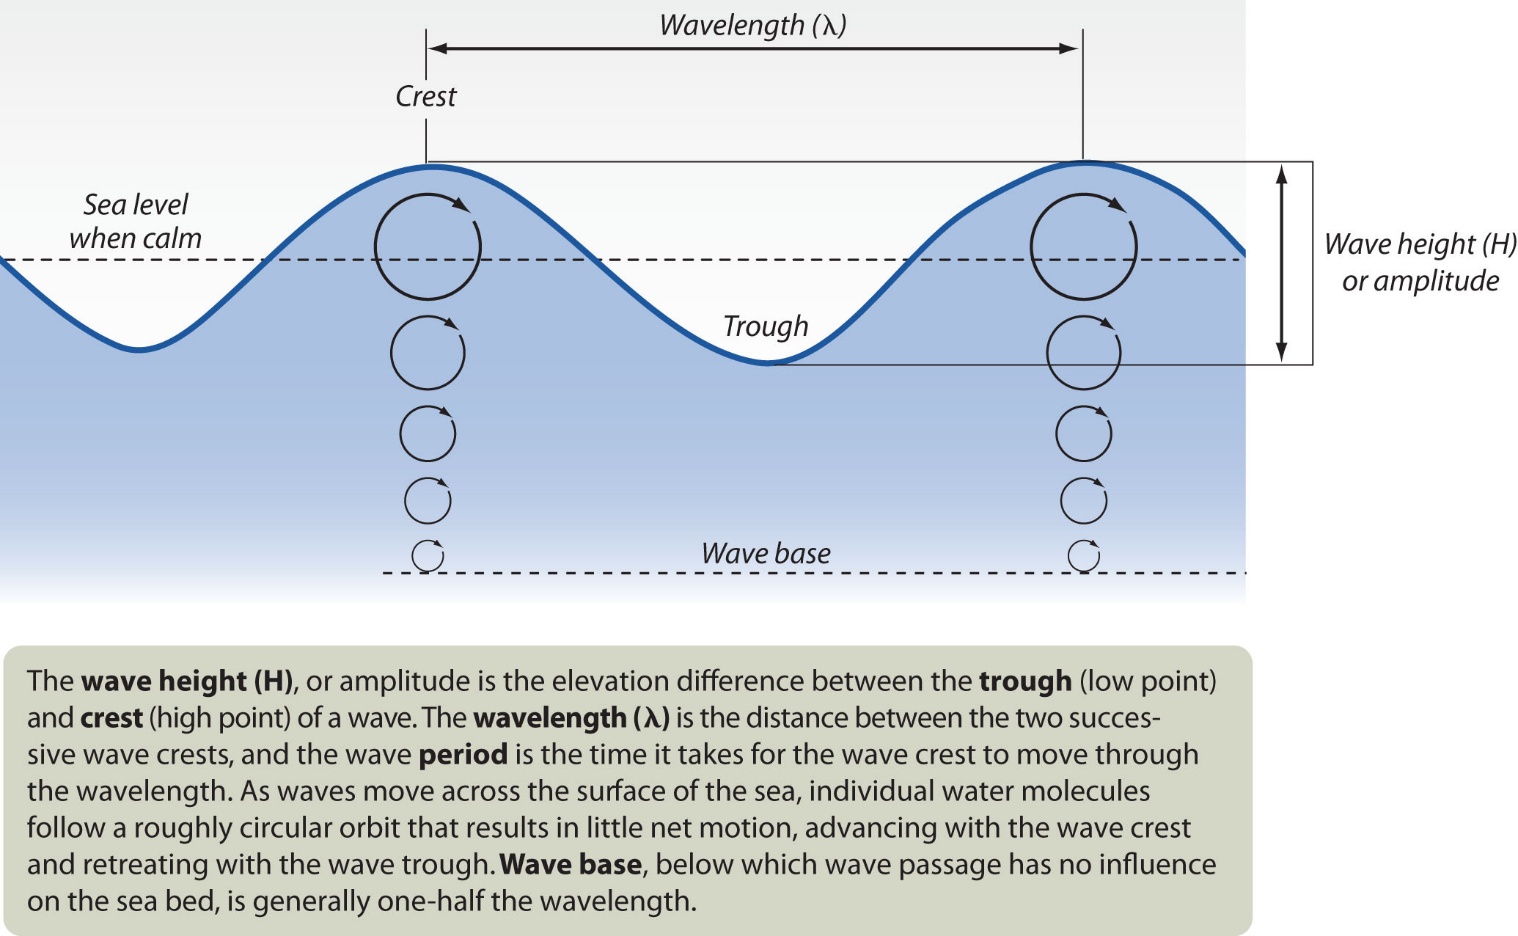 Wavelength (λ)
Crest
Sea level
when calm
Wave height (H)
or amplitude
Trough
Wave base
The wave height (H), or amplitude is the elevation difference between the trough (low point)
and crest (high point) of a wave. The wavelength (λ) is the distance between the two succes-
sive wave crests, and the wave period is the time it takes for the wave crest to move through
the wavelength. As waves move across the surface of the sea, individual water molecules
follow a roughly circular orbit that results in little net motion, advancing with the wave crest
and retreating with the wave trough. Wave base, below which wave passage has no influence
on the sea bed, is generally one-half the wavelength.